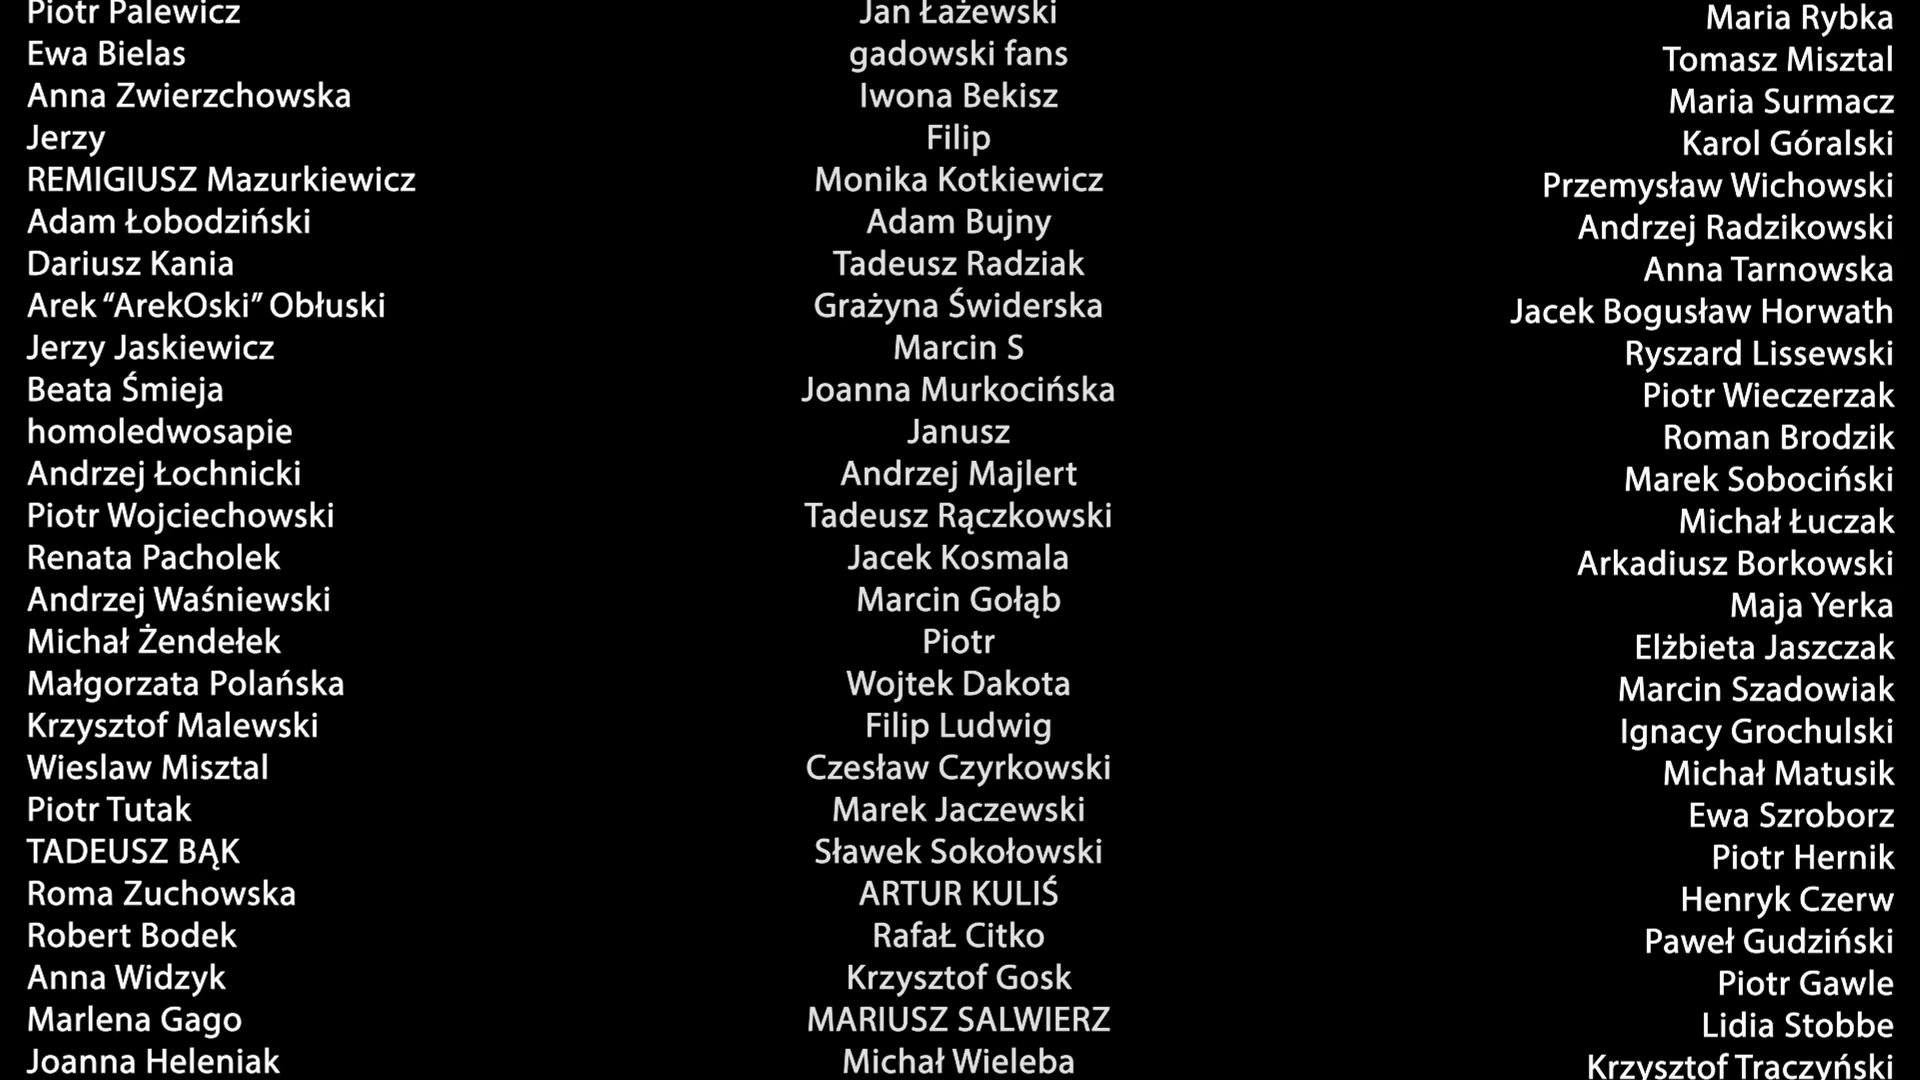 Piotr Palewicz
Ewa Bielas
Anna Zwierzchowska
Jerzy
REMIGIUSZ Mazurkiewicz
Adam Łobodziński
Dariusz Kania
Arek “ArekOski” Obłuski
Jerzy Jaskiewicz
Beata Śmieja
homoledwosapie
Andrzej Łochnicki
Piotr Wojciechowski
Renata Pacholek
Andrzej Waśniewski
Michał Żendełek
Małgorzata Polańska
Krzysztof Malewski
Wieslaw Misztal
Piotr Tutak
TADEUSZ BĄK
Roma Zuchowska
Robert Bodek
Anna Widzyk
Marlena Gago
Joanna Heleniak
Jan Łażewski
gadowski fans
Iwona Bekisz
Filip
Monika Kotkiewicz
Adam Bujny
Tadeusz Radziak
Grażyna Świderska
Marcin S
Joanna Murkocińska
Janusz
Andrzej Majlert
Tadeusz Rączkowski
Jacek Kosmala
Marcin Gołąb
Piotr
Wojtek Dakota
Filip Ludwig
Czesław Czyrkowski
Marek Jaczewski
Sławek Sokołowski
ARTUR KULIŚ
RafaŁ Citko
Krzysztof Gosk
MARIUSZ SALWIERZ
Michał Wieleba
Maria Rybka
Tomasz Misztal
Maria Surmacz
Karol Góralski
Przemysław Wichowski
Andrzej Radzikowski
Anna Tarnowska
Jacek Bogusław Horwath
Ryszard Lissewski
Piotr Wieczerzak
Roman Brodzik
Marek Sobociński
Michał Łuczak
Arkadiusz Borkowski
Maja Yerka
Elżbieta Jaszczak
Marcin Szadowiak
Ignacy Grochulski
Michał Matusik
Ewa Szroborz
Piotr Hernik
Henryk Czerw
Paweł Gudziński
Piotr Gawle
Lidia Stobbe
Krzysztof Traczyński